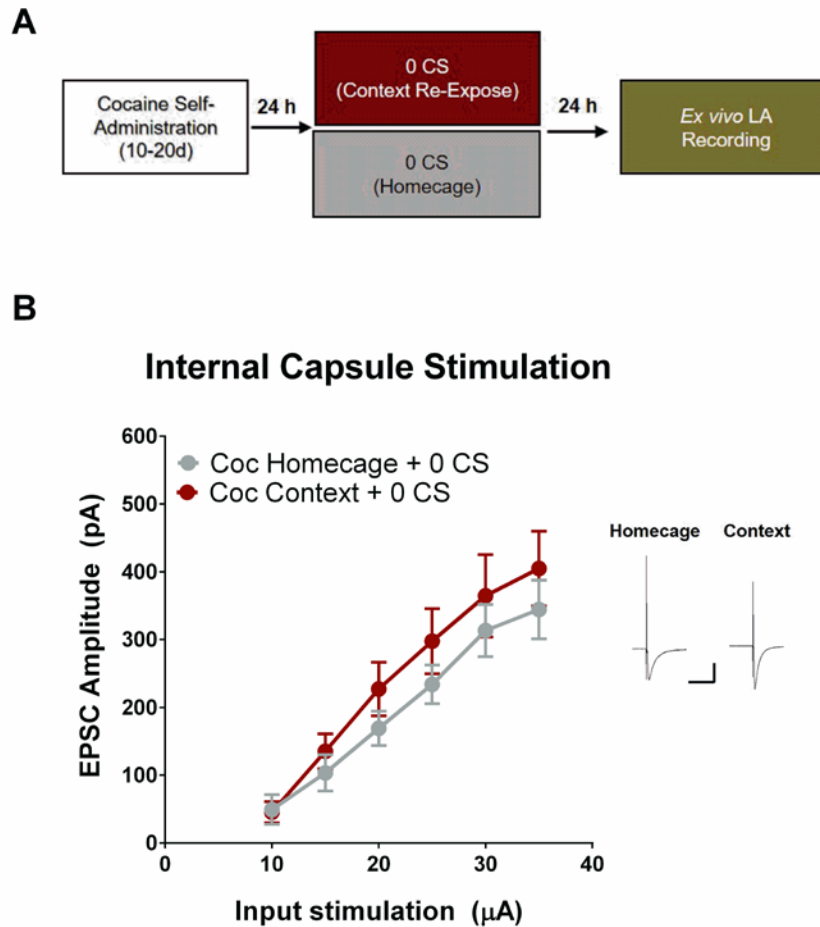 A
Cocaine Self-
Administration
(10-20d)
24 h
0 CS
(Context Re-Expose)
0 CS
(Homecage)
24 h
Ex vivo LA
Recording
B
Internal Capsule Stimulation
EPSC Amplitude (pA)
600
500
400
300
200
100
0
Coc Homecage + 0 CS
Coc Context + 0 CS
0
10
20
30
40
Input stimulation (μA)
Homecage
Context